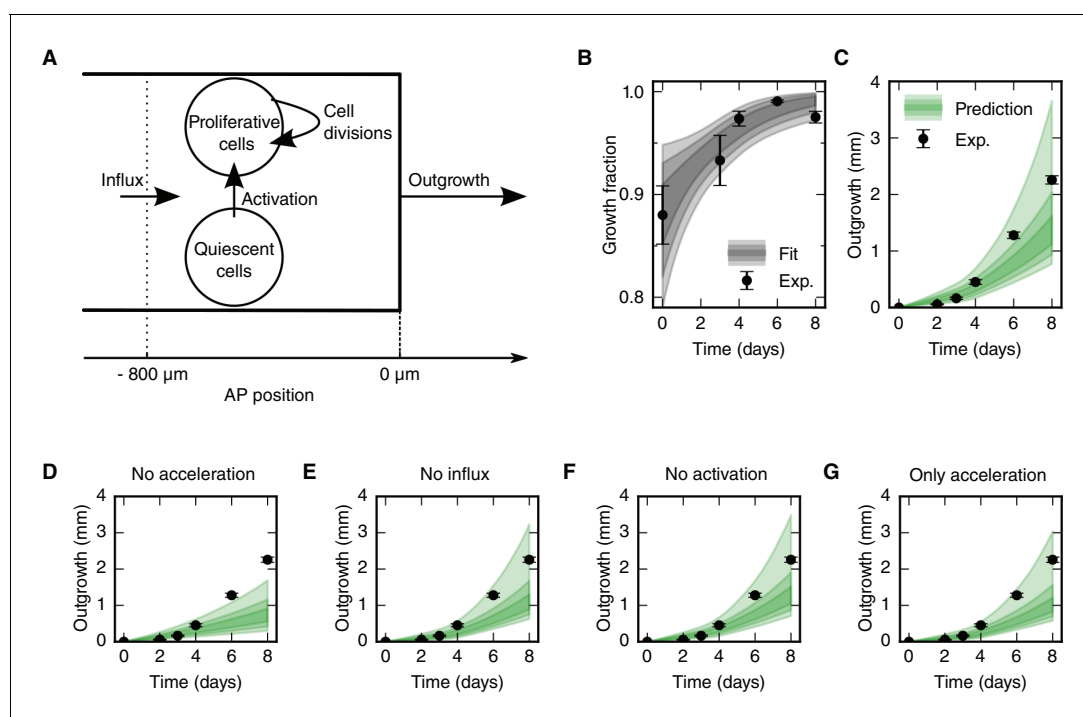 A
Proliferative
cells
Cell
divisions
Influx
Activation
Outgrowth
Quiescent
cells
- 800 µm
0 µm
AP position
B
Growth fraction
1.0
0.9
0.8
Fit
Exp.
0 2 4 6 8
Time (days)
C
Outgrowth (mm)
4
3
2
1
0
Prediction
Exp.
0 2 4 6 8
Time (days)
D
No acceleration
Outgrowth (mm)
4
3
2
1
0
0 2 4 6 8
Time (days)
E
No influx
Outgrowth (mm)
4
3
2
1
0
0 2 4 6 8
Time (days)
F
No activation
Outgrowth (mm)
4
3
2
1
0
0 2 4 6 8
Time (days)
G
Only acceleration
Outgrowth (mm)
4
3
2
1
0
0 2 4 6 8
Time (days)